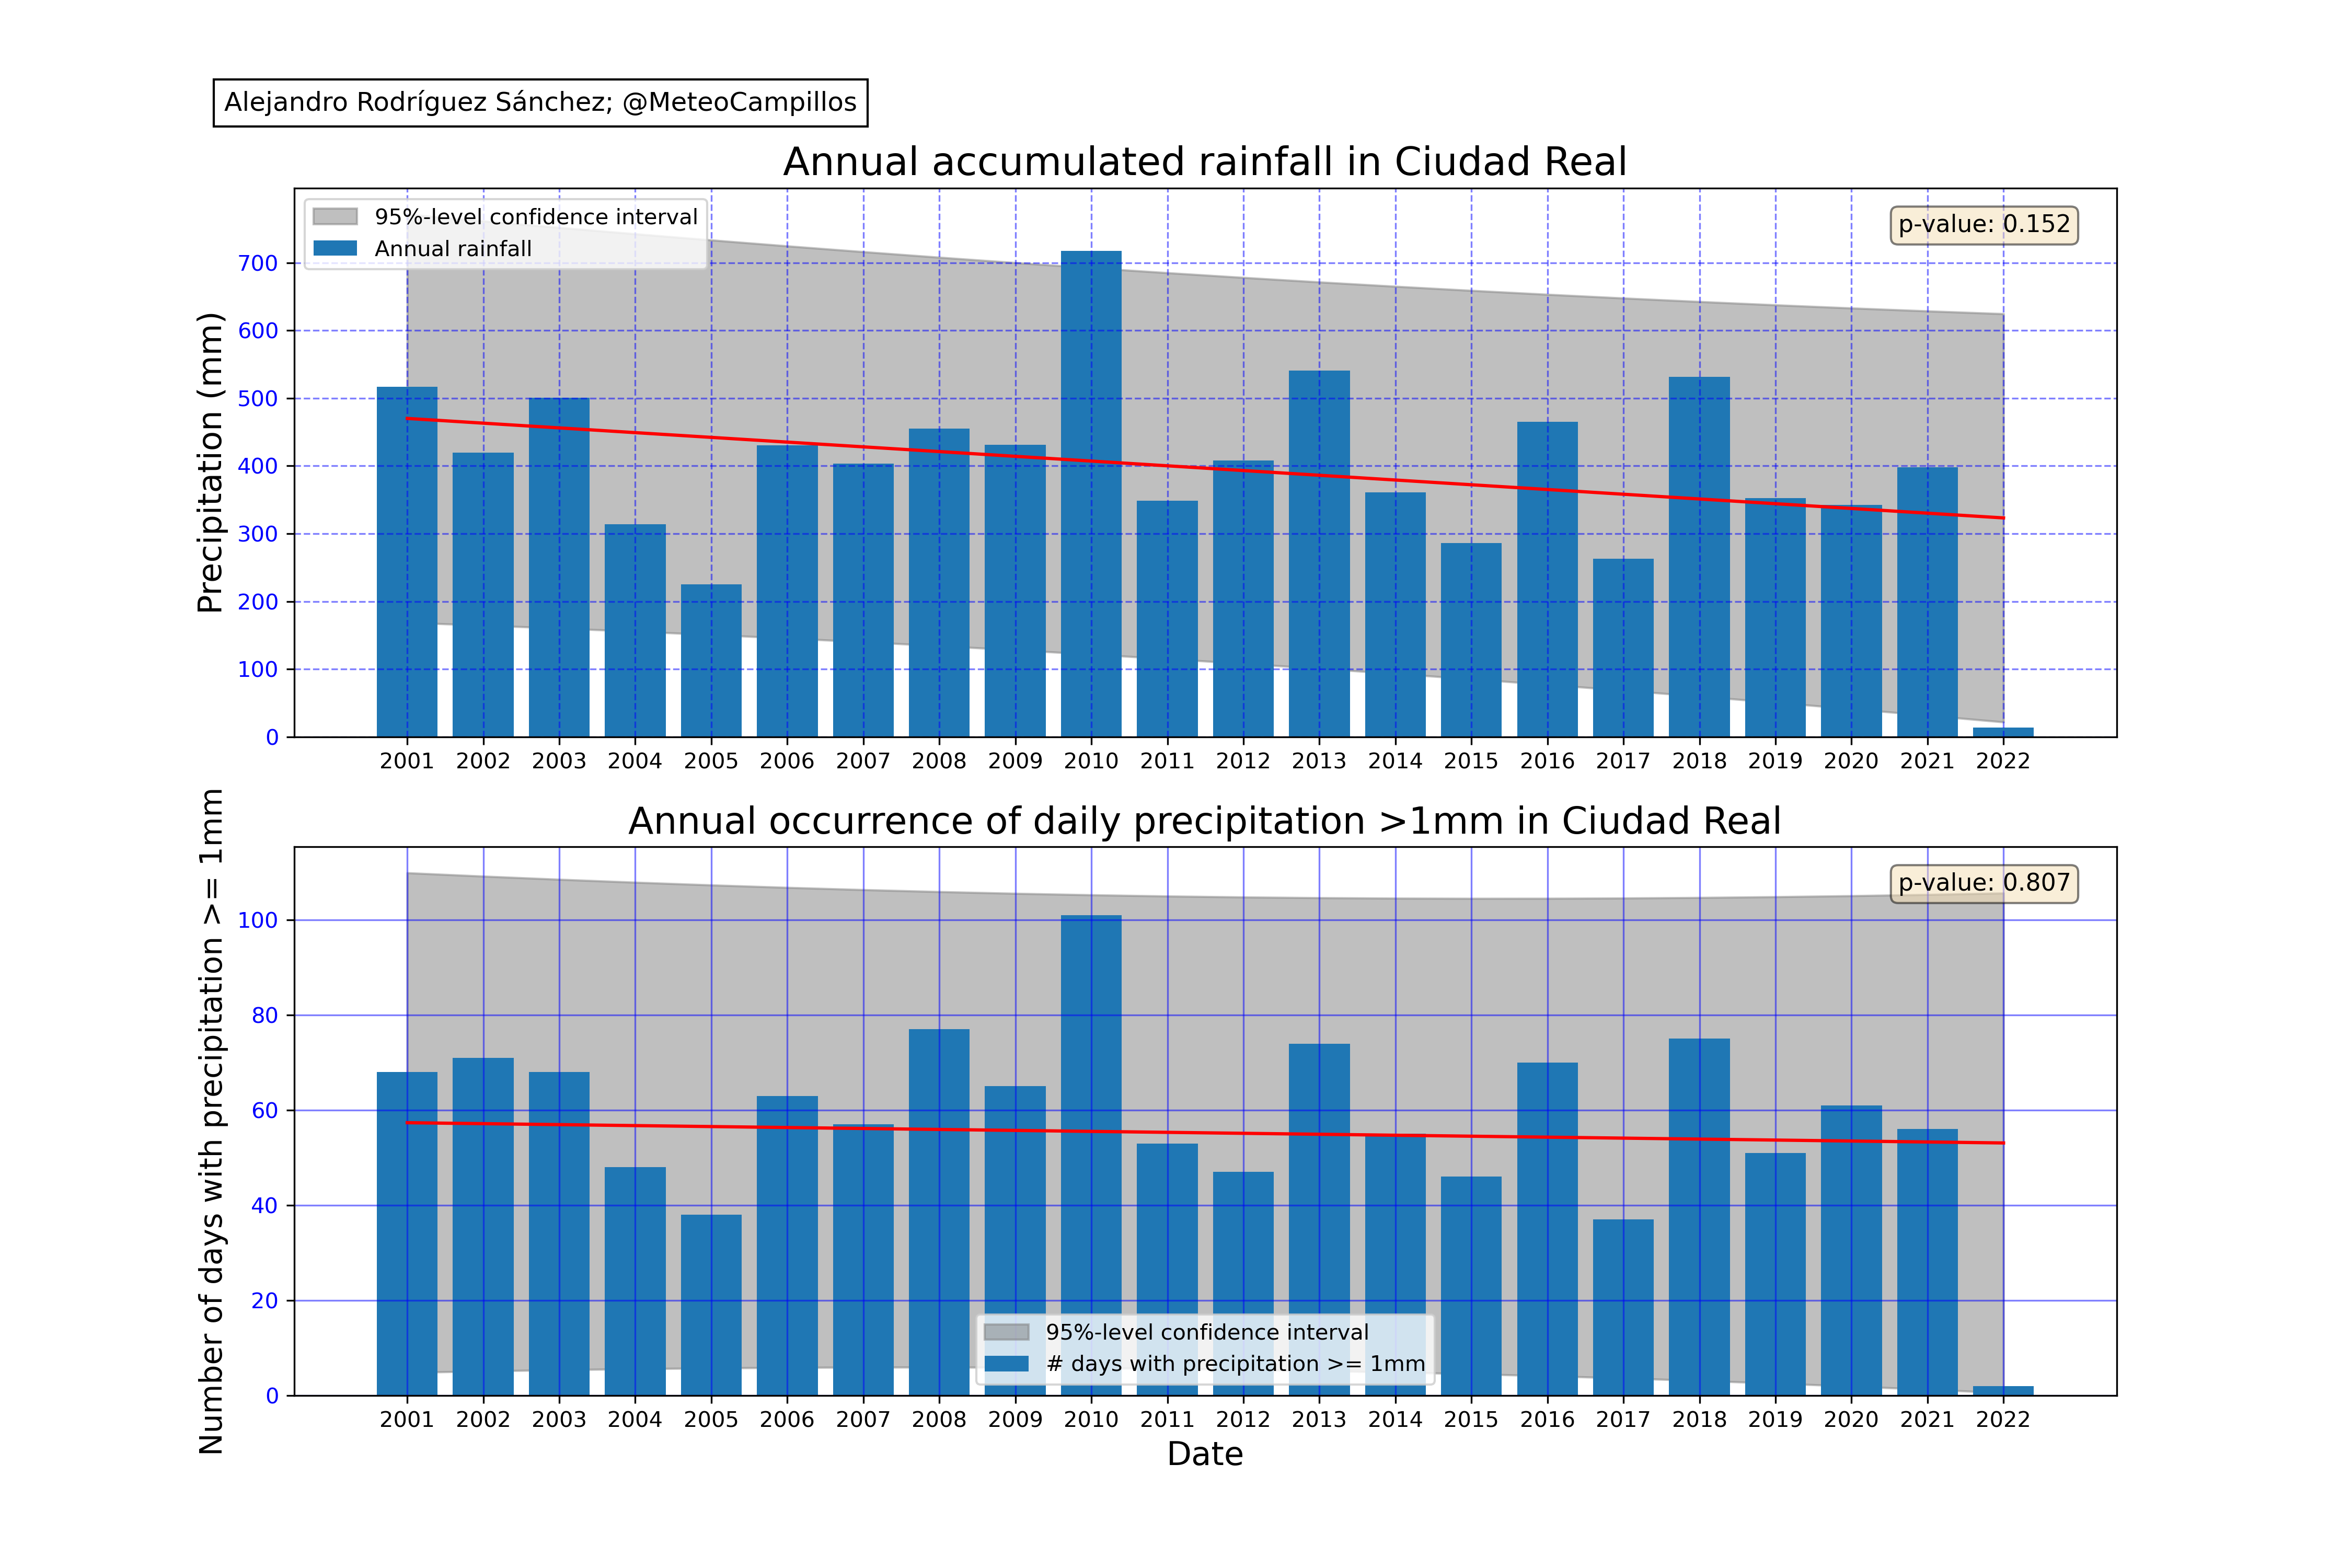 Alejandro Rodríguez Sánchez; @MeteoCampillos
Annual accumulated rainfall in Ciudad Real
95%-level confidence interval
Annual rainfall
p-value: 0.152
Precipitation (mm)
700
600
500
400
300
200
100
0
2001 2002 2003 2004 2005 2006 2007 2008 2009 2010 2011 2012 2013 2014 2015 2016 2017 2018 2019 2020 2021 2022
Annual occurrence of daily precipitation >1mm in Ciudad Real
p-value: 0.807
Number of days with precipitation >= 1mm
100
80
60
40
20
0
95%-level confidence interval
# days with precipitation >= 1mm
2001 2002 2003 2004 2005 2006 2007 2008 2009 2010 2011 2012 2013 2014 2015 2016 2017 2018 2019 2020 2021 2022
Date